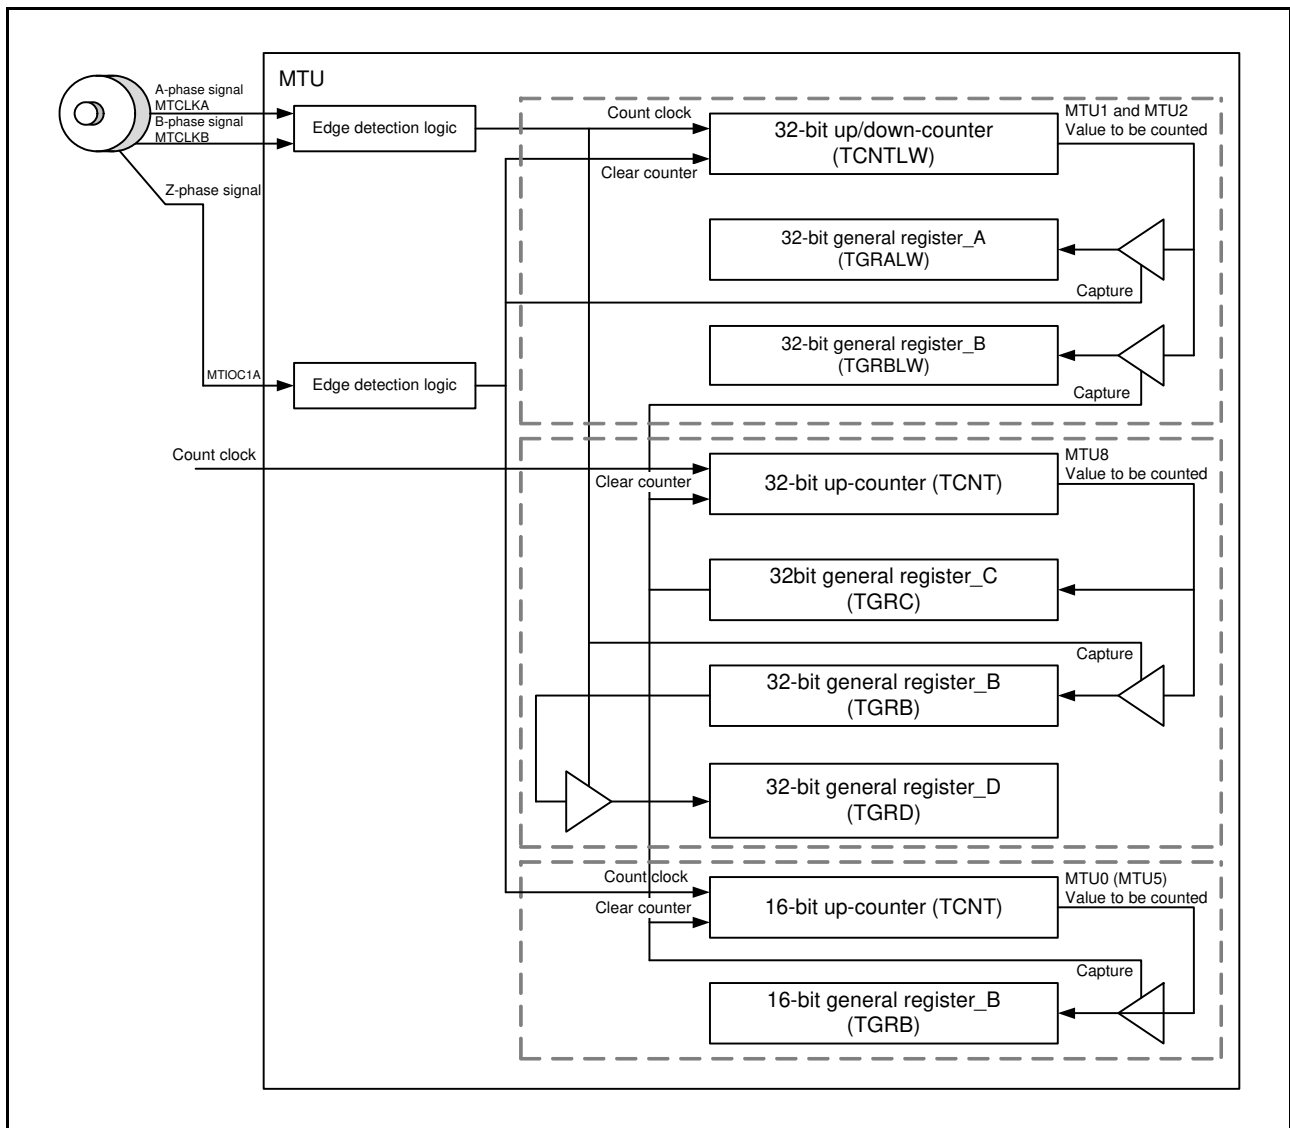 MTU
A-phase signal
MTCLKA
B-phase signal
MTCLKB
Edge detection logic
Z-phase signal
MTIOC1A
Edge detection logic
Count clock
Clear counter
32-bit up/down-counter
(TCNTLW)
MTU1 and MTU2
Value to be counted
32-bit general register_A
(TGRALW)
Capture
32-bit general register_B
(TGRBLW)
Capture
Count clock
Clear counter
32-bit up-counter (TCNT)
MTU8
Value to be counted
32bit general register_C
(TGRC)
Capture
32-bit general register_B
(TGRB)
32-bit general register_D
(TGRD)
Count clock
Clear counter
16-bit up-counter (TCNT)
MTU0 (MTU5)
Value to be counted
Capture
16-bit general register_B
(TGRB)